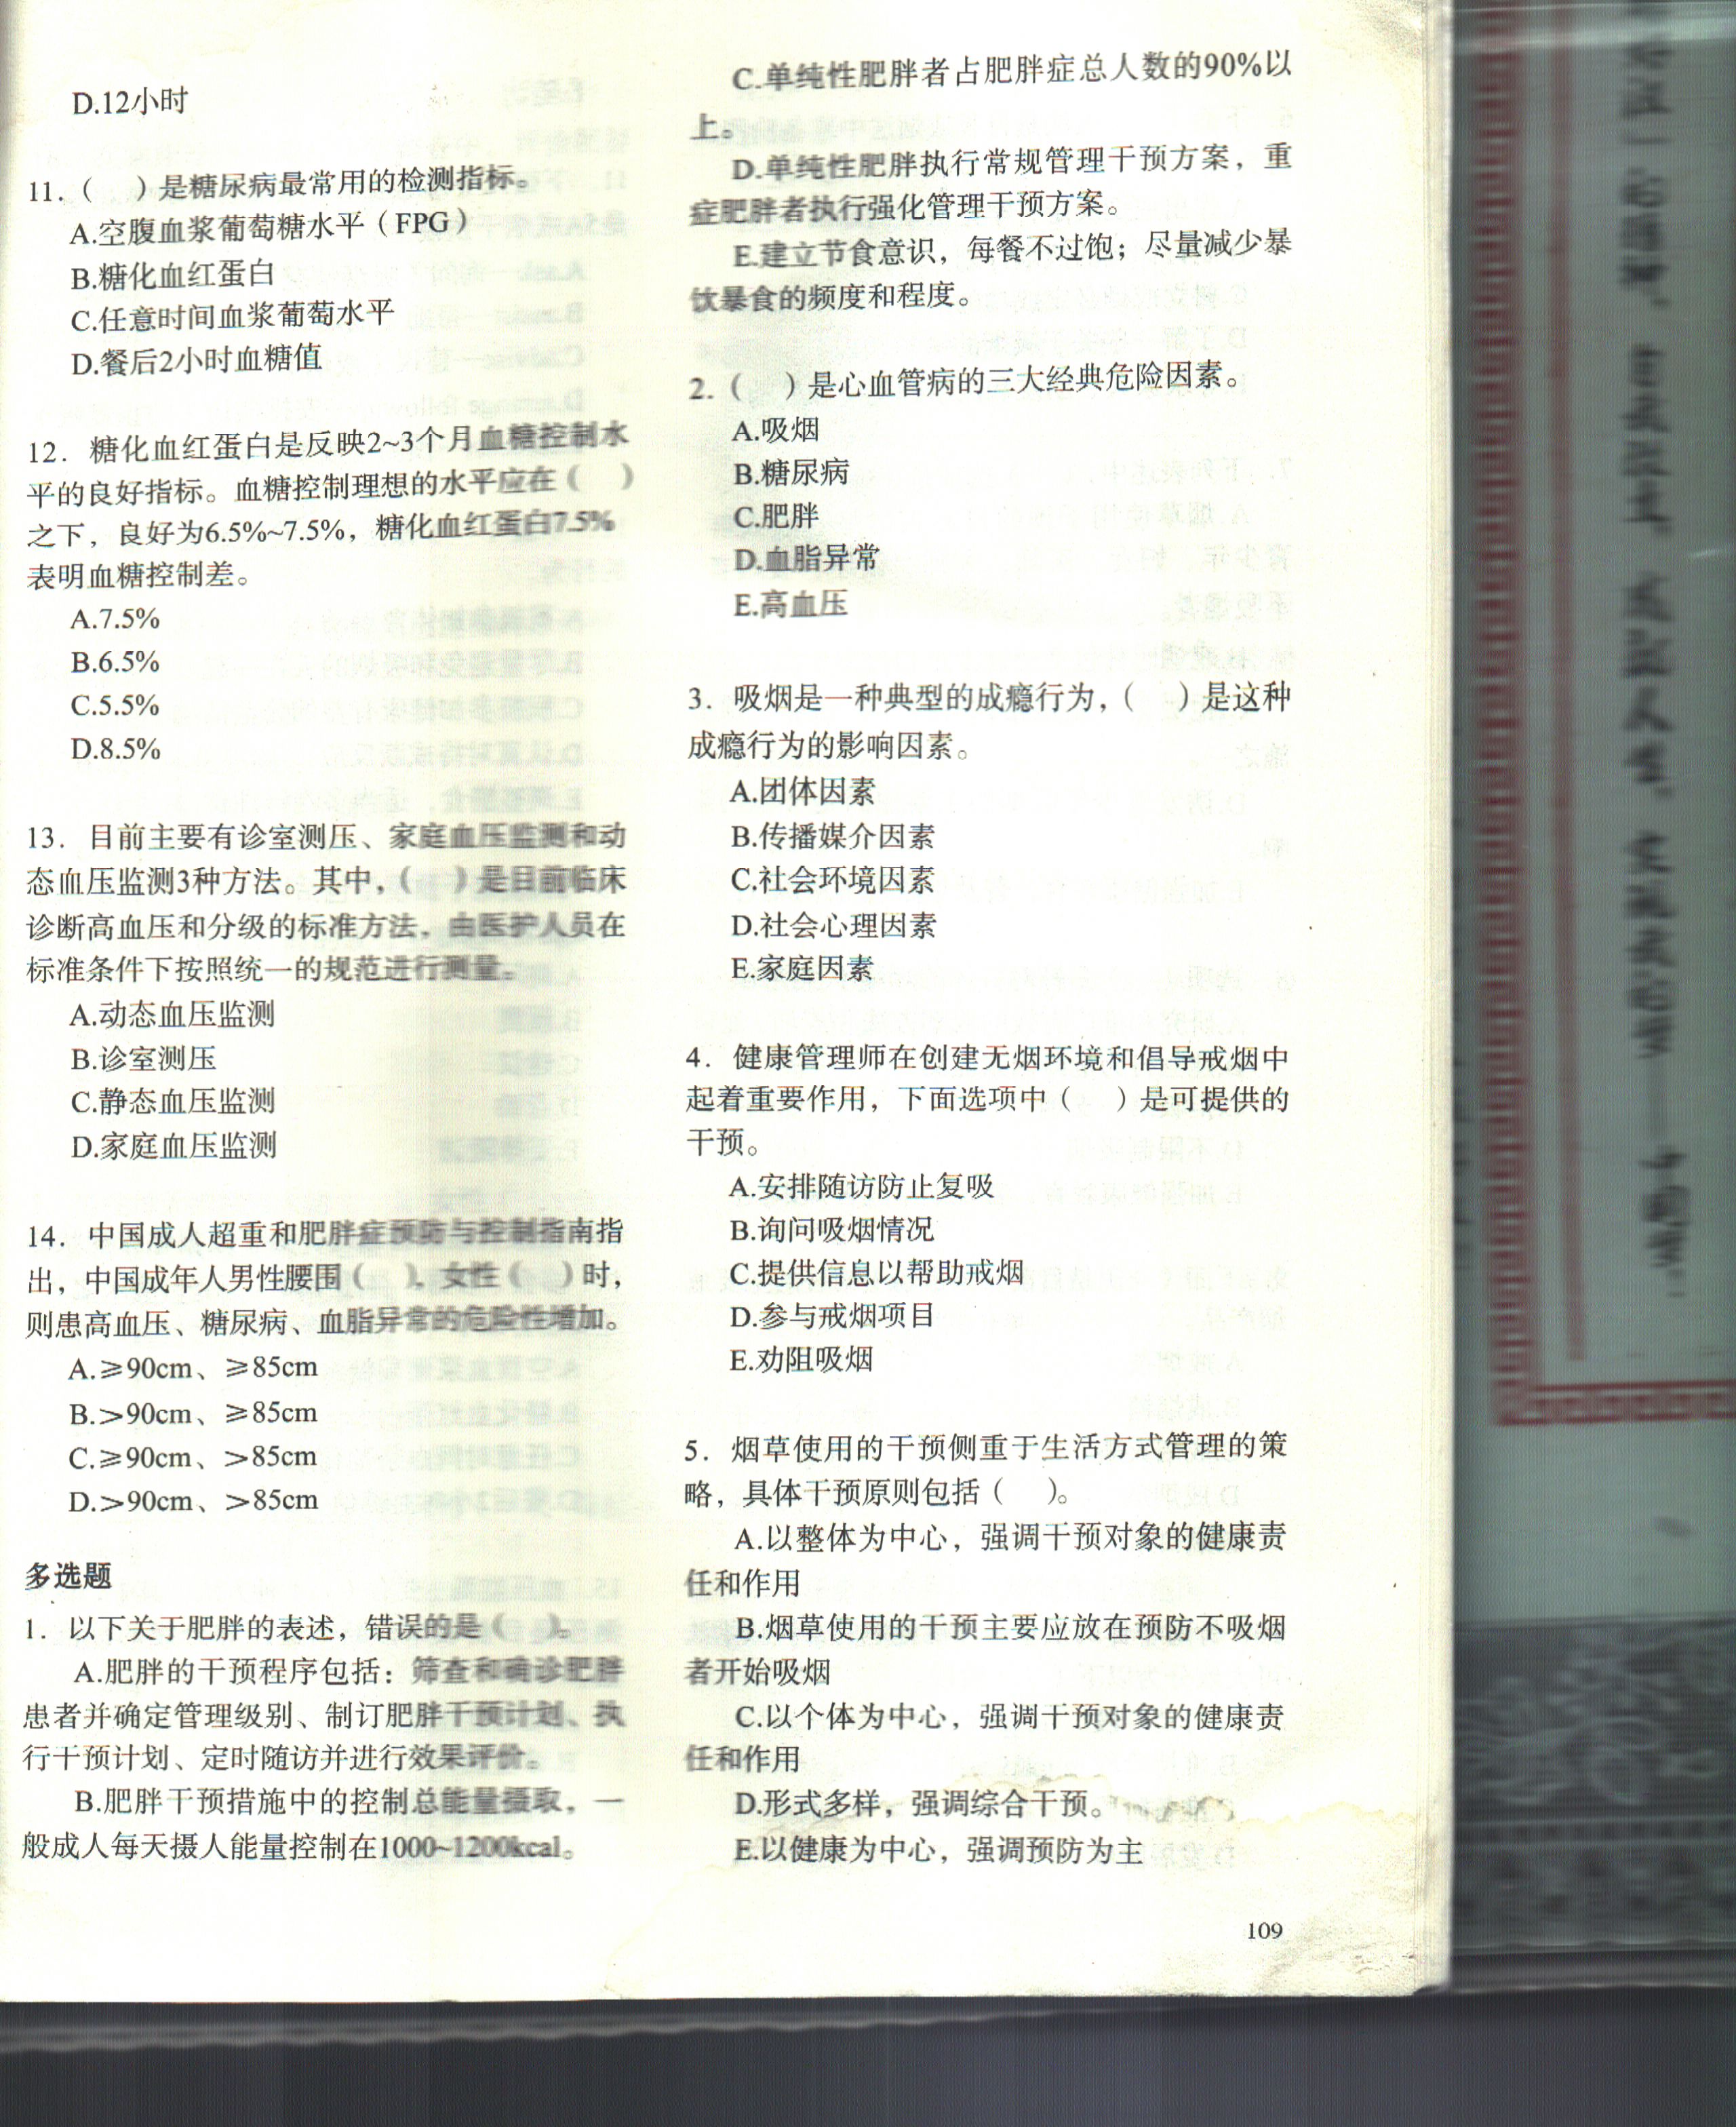 D.12小时
11.（ ）是糖尿病最常用的检测指标。
A.空腹血浆葡萄糖水平（FPG）
B.糖化血红蛋白
C.任意时间血浆葡萄水平
D.餐后2小时血糖值
12. 糖化血红蛋白是反映2~3个月血糖控制水
平的良好指标。血糖控制理想的水平应在（ ）
之下，良好为6.5%~7.5%，糖化血红蛋白7.5%
表明血糖控制差。
A.7.5%
B.6.5%
C.5.5%
D.8.5%
13. 目前主要有诊室测压、家庭血压监测和动
态血压监测3种方法。其中，（ ）是目前临床
诊断高血压和分级的标准方法，由医护人员在
标准条件下按照统一的规范进行测量。
A.动态血压监测
B.诊室测压
C.静态血压监测
D.家庭血压监测
14. 中国成人超重和肥胖症预防与控制指南指
出，中国成年人男性腰围（ ），女性（ ）时，
则患高血压、糖尿病、血脂异常的危险性增加。
A.≥90cm、≥85cm
B.>90cm、≥85cm
C.≥90cm、>85cm
D.>90cm、>85cm
多选题
1. 以下关于肥胖的表述，错误的是（ ）。
A.肥胖的干预程序包括：筛查和确诊肥胖
患者并确定管理级别、制订肥胖干预计划、执
行干预计划、定时随访并进行效果评价。
B.肥胖干预措施中的控制总能量摄取，一
般成人每天摄人能量控制在1000~1200kcal。
C.单纯性肥胖者占肥胖症总人数的90%以
上。
D.单纯性肥胖执行常规管理干预方案，重
症肥胖者执行强化管理干预方案。
E.建立节食意识，每餐不过饱；尽量减少暴
饮暴食的频度和程度。
2.（ ）是心血管病的三大经典危险因素。
A.吸烟
B.糖尿病
C.肥胖
D.血脂异常
E.高血压
3. 吸烟是一种典型的成瘾行为，（ ）是这种
成瘾行为的影响因素。
A.团体因素
B.传播媒介因素
C.社会环境因素
D.社会心理因素
E.家庭因素
4. 健康管理师在创建无烟环境和倡导戒烟中
起着重要作用，下面选项中（ ）是可提供的
干预。
A.安排随访防止复吸
B.询问吸烟情况
C.提供信息以帮助戒烟
D.参与戒烟项目
E.劝阻吸烟
5. 烟草使用的干预侧重于生活方式管理的策
略，具体干预原则包括（ ）。
A.以整体为中心，强调干预对象的健康责
任和作用
B.烟草使用的干预主要应放在预防不吸烟
者开始吸烟
C.以个体为中心，强调干预对象的健康责
任和作用
D.形式多样，强调综合干预。
E.以健康为中心，强调预防为主
109